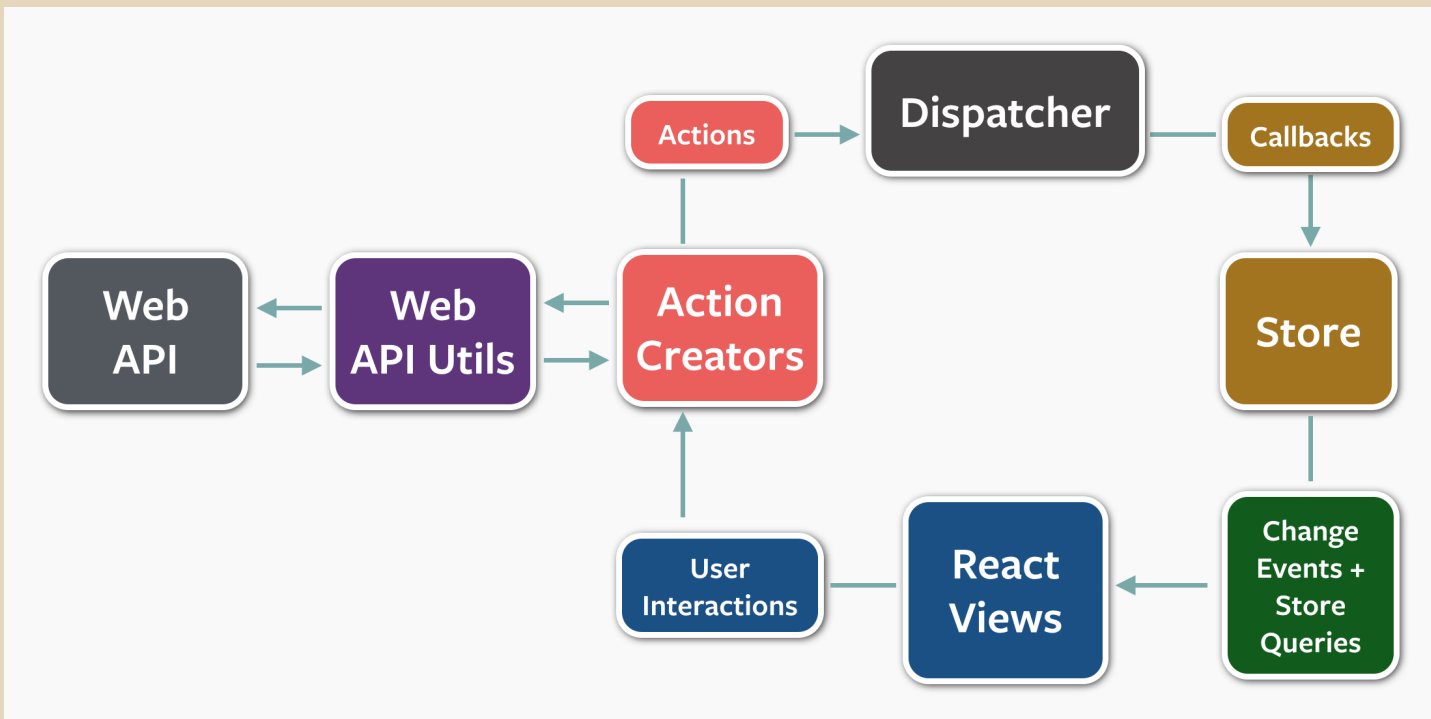 Dispatcher
Actions
Callbacks
Web
API
Web
API Utils
Action
Creators
Store
User
Interactions
React
Views
Change
Events +
Store
Queries